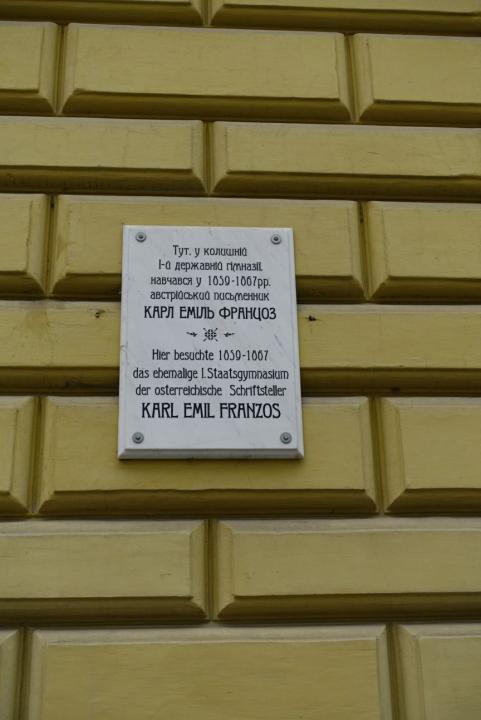 Тут, у колишній
І-й державній гімназії,
навчався у 1859-1867рр.
австрійський письменник
КАРЛ ЕМІЛЬ ФРАНЦОЗ
Hier besuchte 1859-1867
das ehemalige I.Staatsgymnasium
der osterreichische Schriftsteller
KARL EMIL FRANZOS